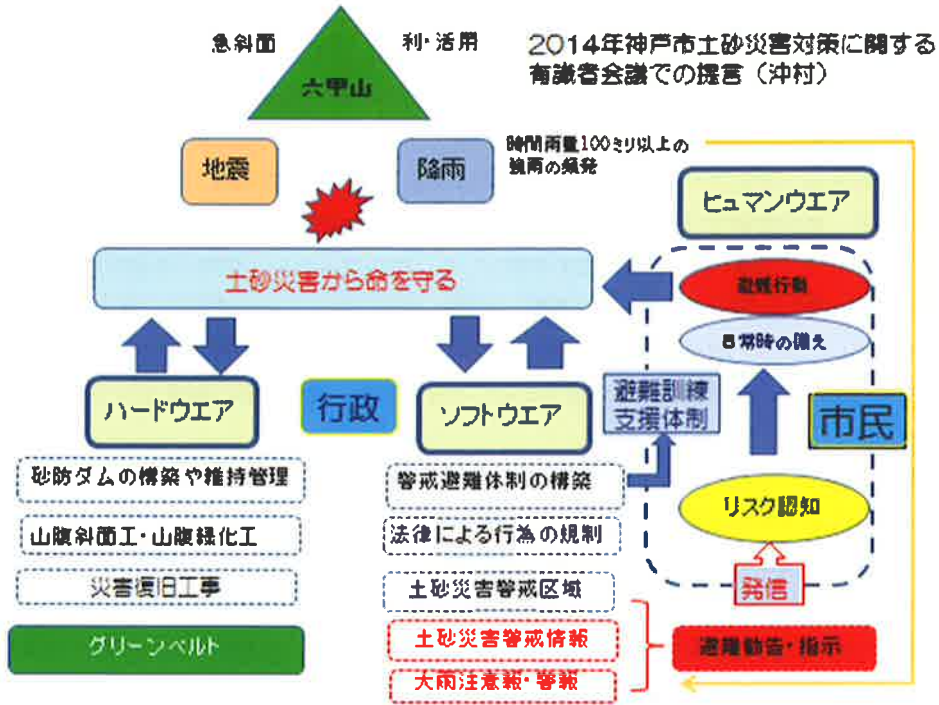 急斜面
利・活用
2014年神戸市土砂災害対策に関する
有識者会議での提言（沖村）
六甲山
地震
降雨
時間雨量100ミリ以上の
強雨の頻発
ヒュマンウエア
土砂災害から命を守る
避難行動
日常時の備え
ハードウエア
行政
ソフトウエア
避難訓練
支援体制
市民
砂防ダムの構築や維持管理
警戒避難体制の構築
リスク認知
山腹斜面工・山腹緑化工
法律による行為の規制
災害復旧工事
土砂災害警戒区域
発信
グリーンベルト
土砂災害警戒情報
避難勧告・指示
大雨注意報・警報